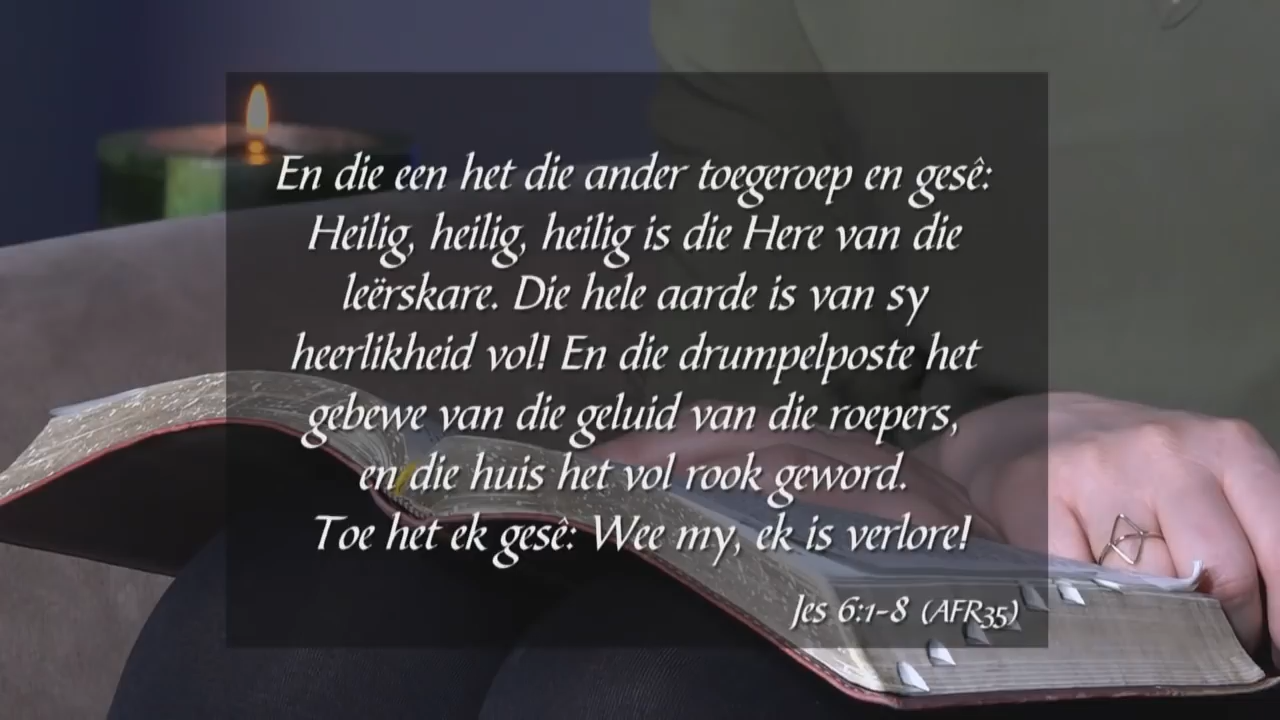 En die een het die ander toegeroep en gesê:
Heilig, heilig, heilig is die Here van die
leërskare. Die hele aarde is van sy
heerlikheid vol! En die drumpelposte het
gebewe van die geluid van die roepers,
en die huis het vol rook geword.
Toe het ek gesê: Wee my, ek is verlore!
Jes 6:1-8 (AFR35)